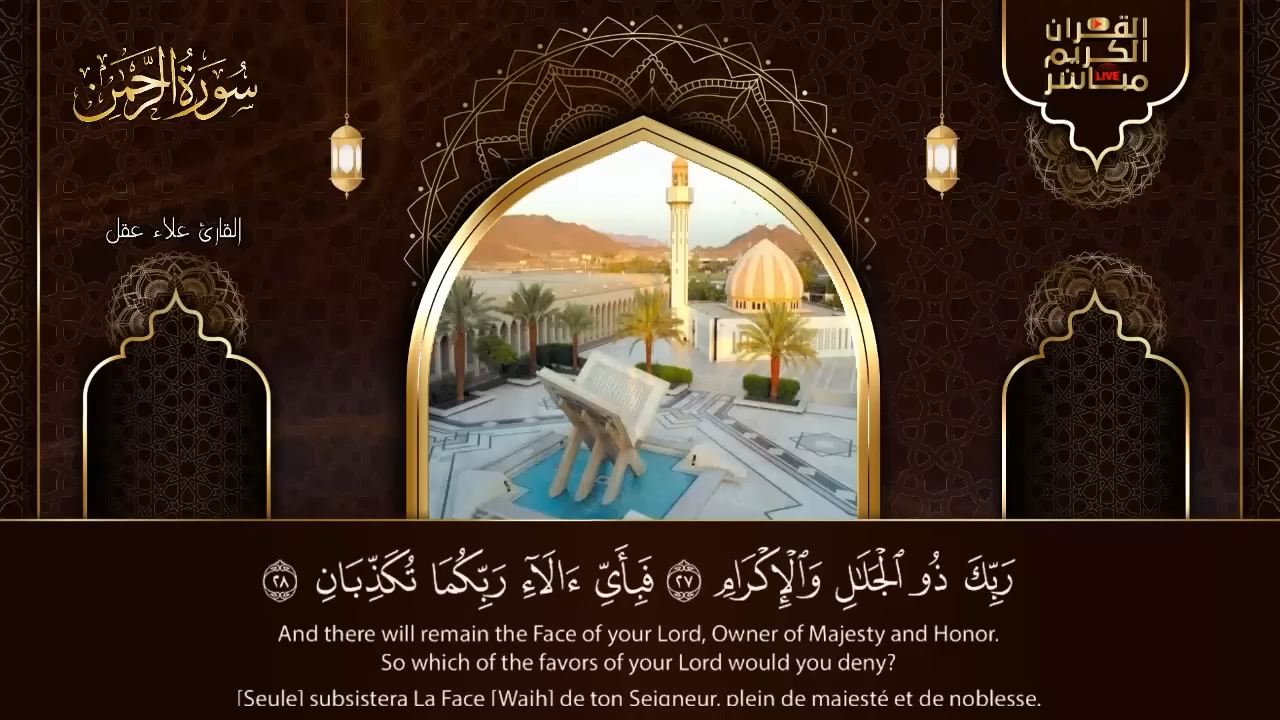 سُورَةُ الرَّحْمَٰن
القرآن
الكريم
مباشر
LIVE
القارئ علاء عقل
رَبِّكَ ذُو ٱلْجَلَٰلِ وَٱلْإِكْرَامِ ٢٧ فَبِأَيِّ ءَالَآءِ رَبِّكُمَا تُكَذِّبَانِ ٢٨
And there will remain the Face of your Lord, Owner of Majesty and Honor.
So which of the favors of your Lord would you deny?
[Seule] subsistera La Face [Wajh] de ton Seigneur, plein de majesté et de noblesse.